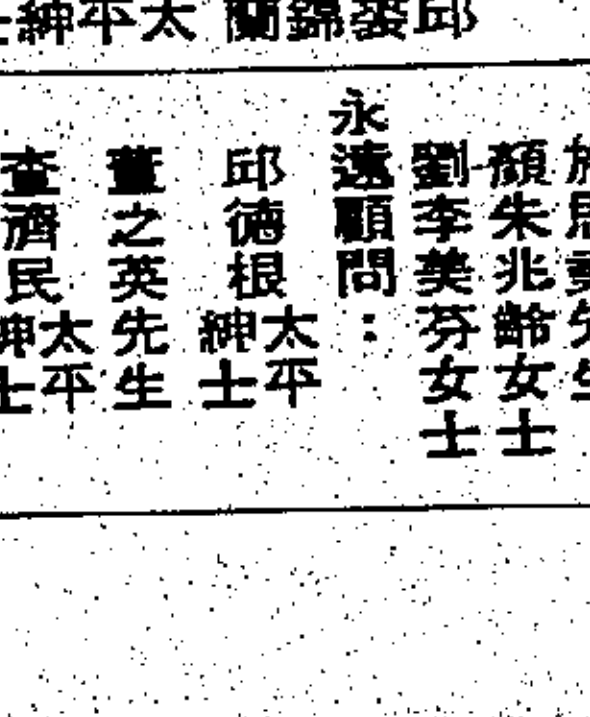 邱裘錦蘭 太平紳士
先生
顏朱兆齡女士
劉李美芬女士
永遠顧問：
邱德根太平紳士
董之英先生
查濟民太平紳士